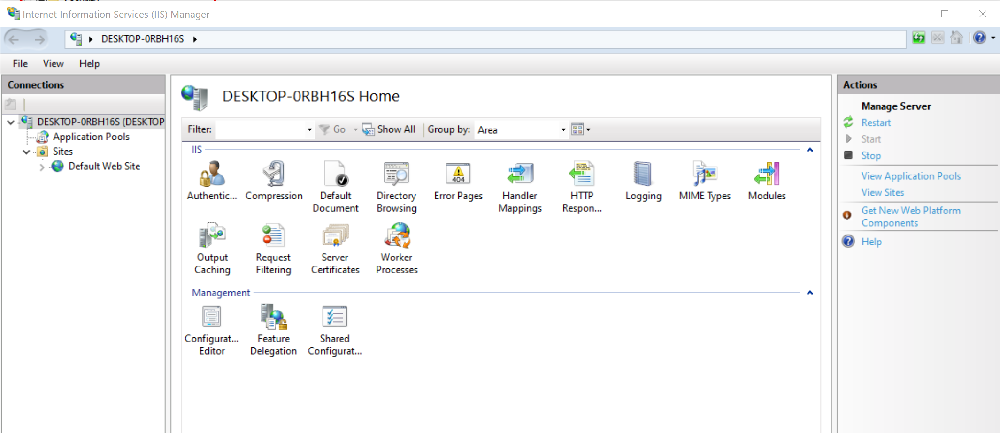 Internet Information Services (IIS) Manager
DESKTOP-0RBH16S
File View Help
Connections
DESKTOP-0RBH16S (DESKTOP
Application Pools
Sites
Default Web Site
DESKTOP-0RBH16S Home
Filter: Go Show All Group by: Area
IIS
Authentic...
Compression
Default
Document
Directory
Browsing
Error Pages
404
Handler
Mappings
HTTP
Respon...
Logging
MIME Types
Modules
Output
Caching
Request
Filtering
Server
Certificates
Worker
Processes
Management
Configurat...
Editor
Feature
Delegation
Shared
Configurat...
Actions
Manage Server
Restart
Start
Stop
View Application Pools
View Sites
Get New Web Platform
Components
Help